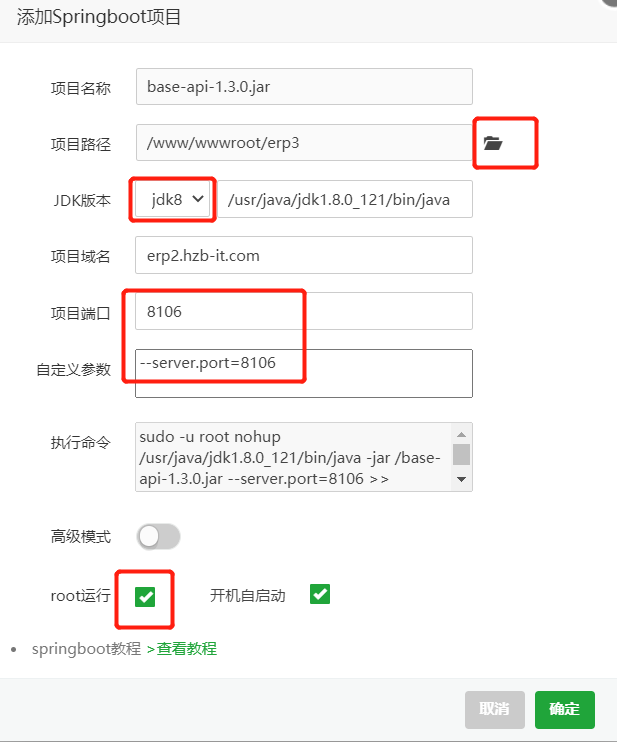 添加Springboot项目
项目名称 base-api-1.3.0.jar
项目路径 /www/wwwroot/erp3
JDK版本 jdk8 /usr/java/jdk1.8.0_121/bin/java
项目域名 erp2.hzb-it.com
项目端口 8106
自定义参数 --server.port=8106
执行命令 sudo -u root nohup
/usr/java/jdk1.8.0_121/bin/java -jar /base-
api-1.3.0.jar --server.port=8106 >>
高级模式
root运行 开机自启动
springboot教程 >查看教程
取消 确定